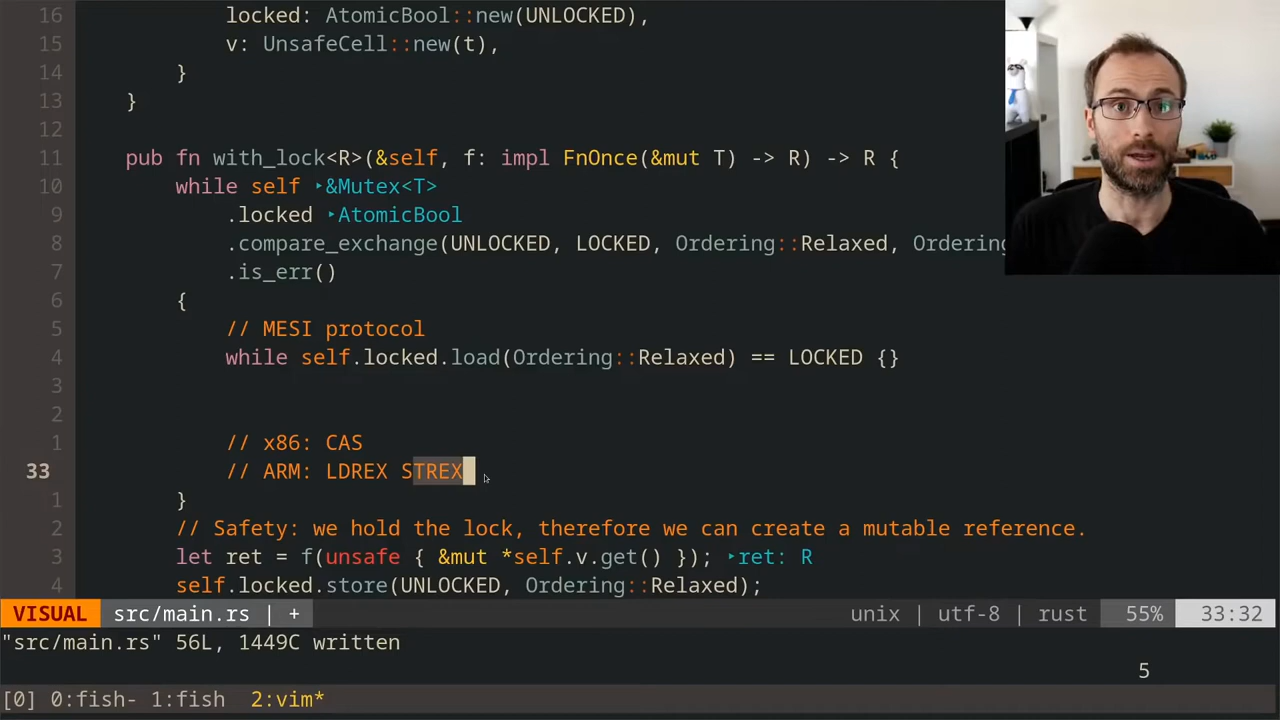 16 locked: AtomicBool::new(UNLOCKED),
15 v: UnsafeCell::new(t),
14 }
13 }
12
11 pub fn with_lock<R>(&self, f: impl FnOnce(&mut T) -> R) -> R {
10 while self ‣&Mutex<T>
9 .locked ‣AtomicBool
8 .compare_exchange(UNLOCKED, LOCKED, Ordering::Relaxed, Ordering
7 .is_err()
6 {
5 // MESI protocol
4 while self.locked.load(Ordering::Relaxed) == LOCKED {}
3
2
1 // x86: CAS
33 // ARM: LDREX STREX
1 }
2 // Safety: we hold the lock, therefore we can create a mutable reference.
3 let ret = f(unsafe { &mut *self.v.get() }); ‣ret: R
4 self.locked.store(UNLOCKED, Ordering::Relaxed);
VISUAL src/main.rs | + unix | utf-8 | rust 55% 33:32
"src/main.rs" 56L, 1449C written
5
[0] 0:fish- 1:fish 2:vim*